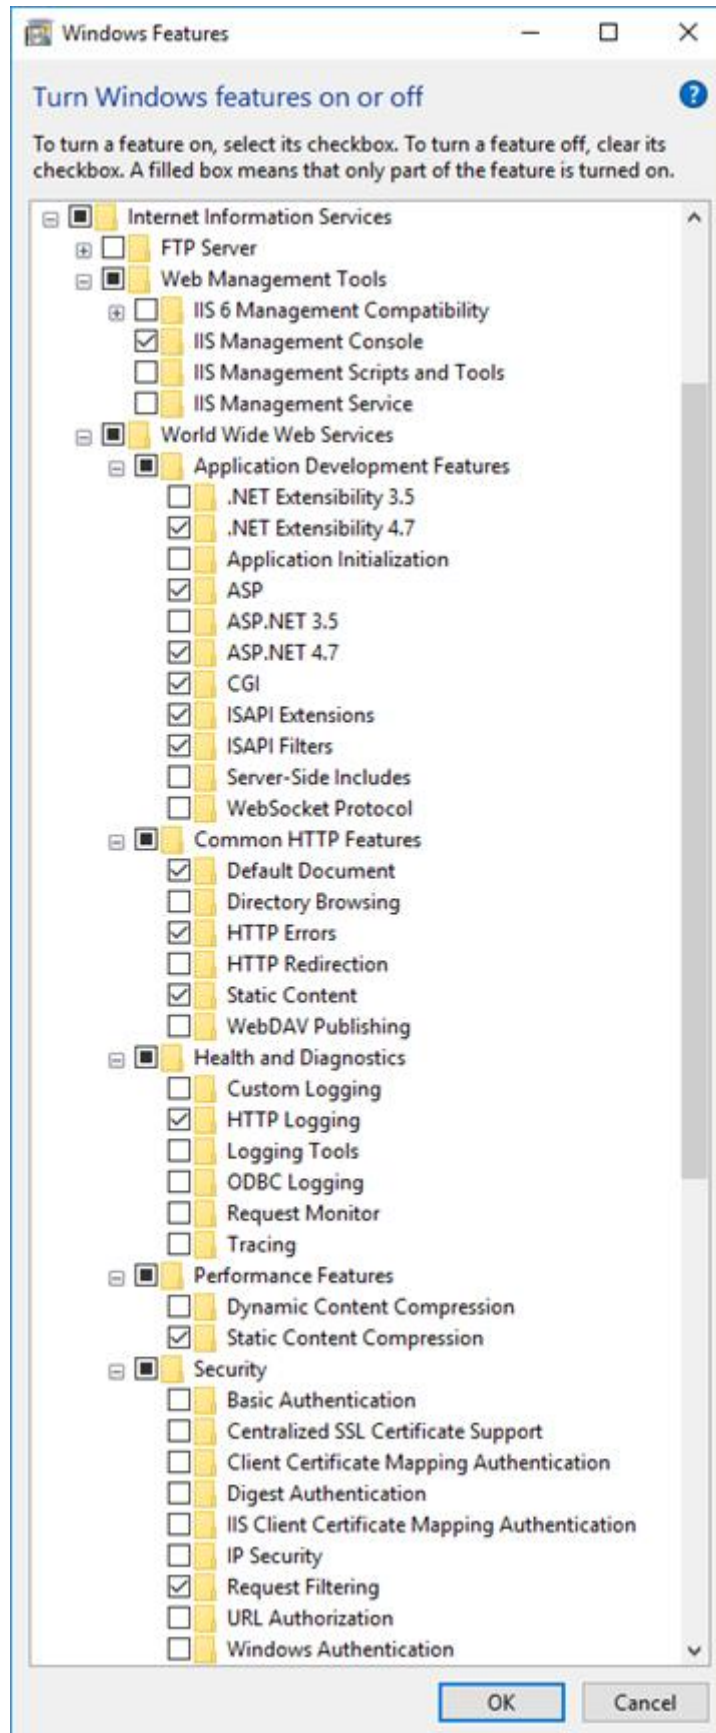 Windows Features
Turn Windows features on or off
?
To turn a feature on, select its checkbox. To turn a feature off, clear its
checkbox. A filled box means that only part of the feature is turned on.
Internet Information Services
FTP Server
Web Management Tools
IIS 6 Management Compatibility
IIS Management Console
IIS Management Scripts and Tools
IIS Management Service
World Wide Web Services
Application Development Features
.NET Extensibility 3.5
.NET Extensibility 4.7
Application Initialization
ASP
ASP.NET 3.5
ASP.NET 4.7
CGI
ISAPI Extensions
ISAPI Filters
Server-Side Includes
WebSocket Protocol
Common HTTP Features
Default Document
Directory Browsing
HTTP Errors
HTTP Redirection
Static Content
WebDAV Publishing
Health and Diagnostics
Custom Logging
HTTP Logging
Logging Tools
ODBC Logging
Request Monitor
Tracing
Performance Features
Dynamic Content Compression
Static Content Compression
Security
Basic Authentication
Centralized SSL Certificate Support
Client Certificate Mapping Authentication
Digest Authentication
IIS Client Certificate Mapping Authentication
IP Security
Request Filtering
URL Authorization
Windows Authentication
OK Cancel